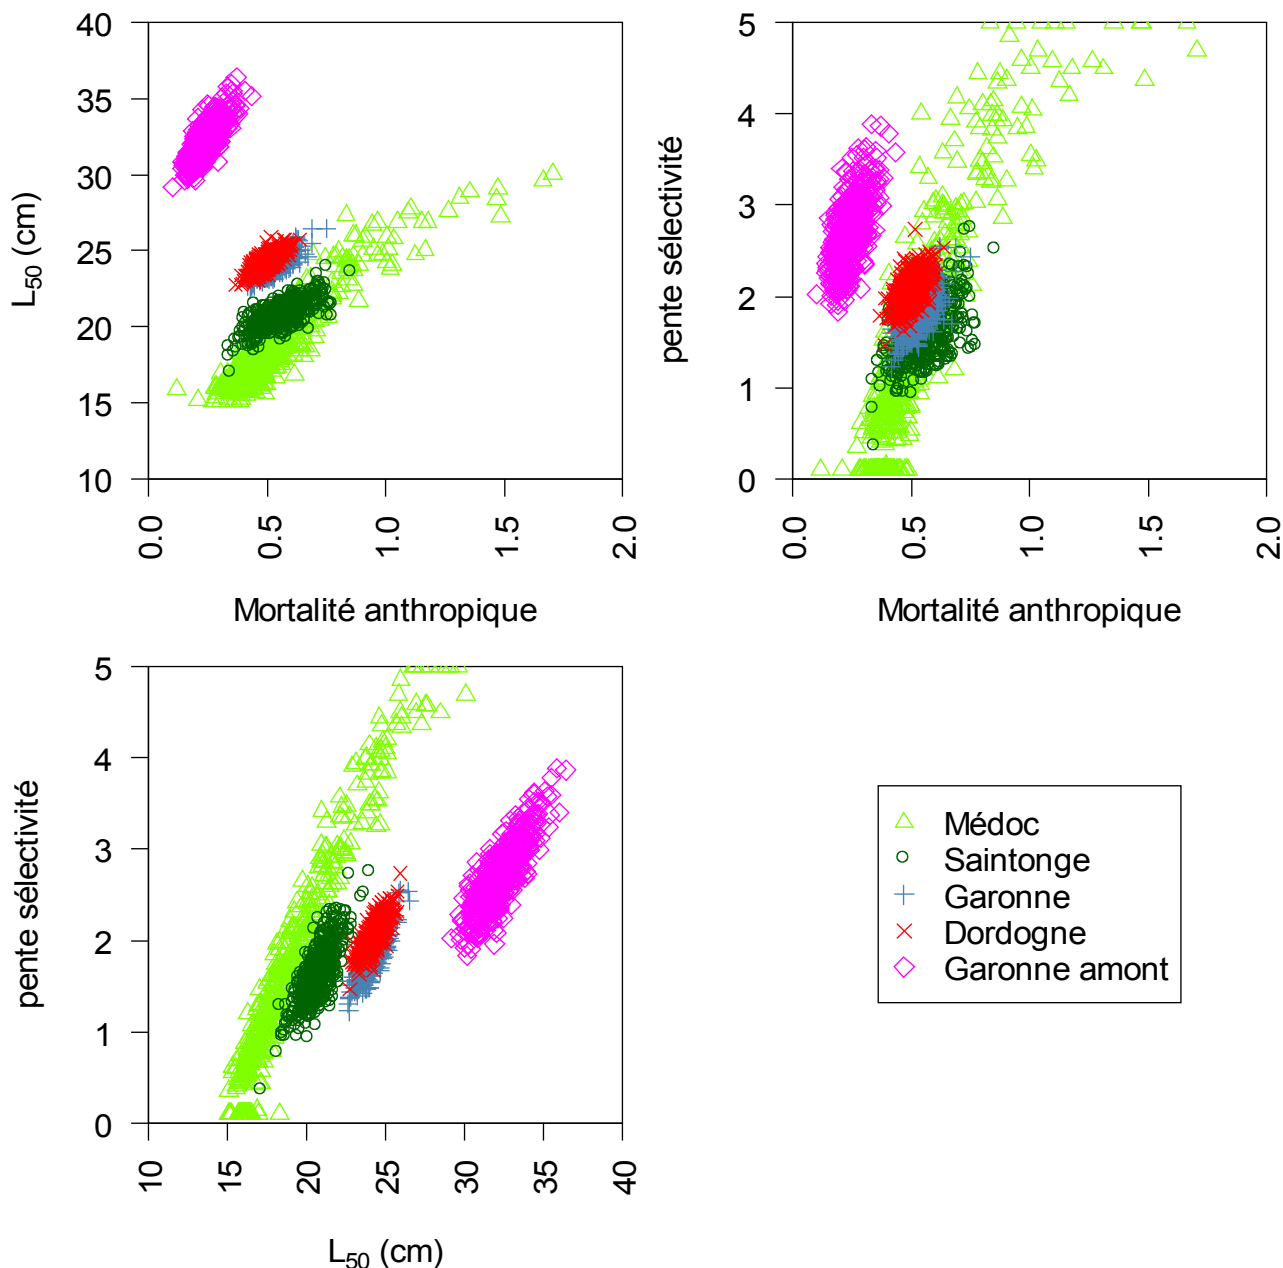 40
35
30
25
20
15
10
L50 (cm)
0.0 0.5 1.0 1.5 2.0
Mortalité anthropique
5
4
3
2
1
0
pente sélectivité
0.0 0.5 1.0 1.5 2.0
Mortalité anthropique
5
4
3
2
1
0
pente sélectivité
10 15 20 25 30 35 40
L50 (cm)
Médoc
Saintonge
Garonne
Dordogne
Garonne amont